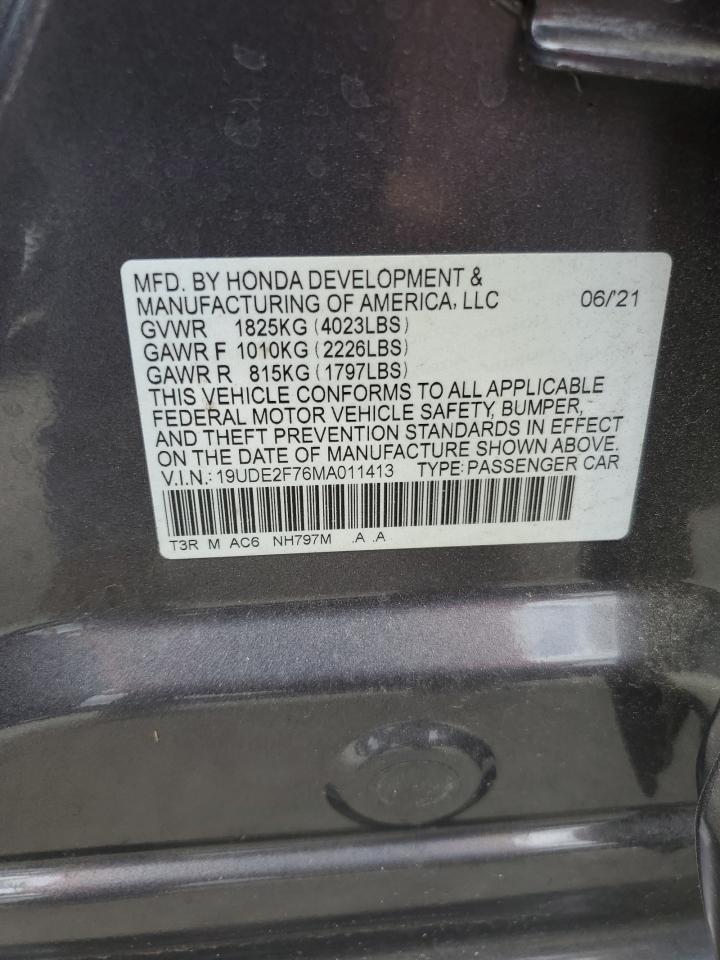 MFD. BY HONDA DEVELOPMENT &
MANUFACTURING OF AMERICA, LLC 06/'21
GVWR 1825KG (4023LBS)
GAWR F 1010KG (2226LBS)
GAWR R 815KG (1797LBS)
THIS VEHICLE CONFORMS TO ALL APPLICABLE
FEDERAL MOTOR VEHICLE SAFETY, BUMPER,
AND THEFT PREVENTION STANDARDS IN EFFECT
ON THE DATE OF MANUFACTURE SHOWN ABOVE.
V.I.N.: 19UDE2F76MA011413 TYPE: PASSENGER CAR
T3R M AC6 NH797M .A .A